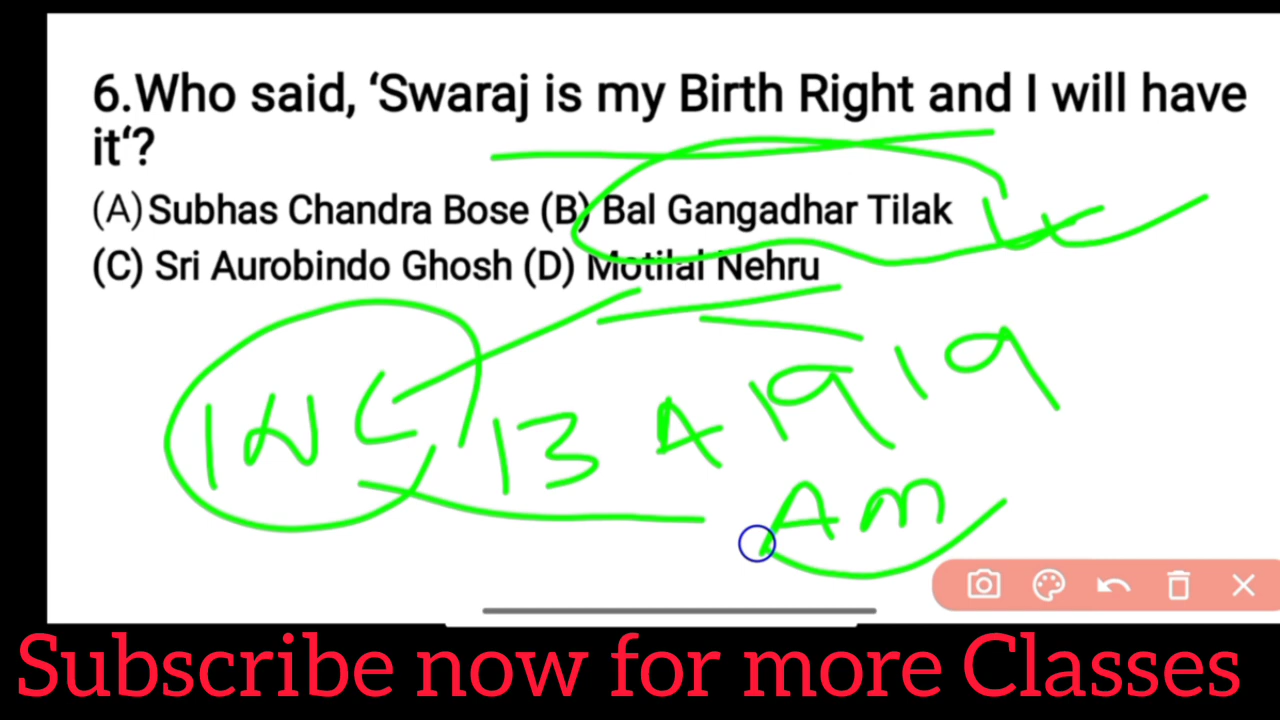 6.Who said, ‘Swaraj is my Birth Right and I will have
it‘?
(A) Subhas Chandra Bose (B) Bal Gangadhar Tilak
(C) Sri Aurobindo Ghosh (D) Motilal Nehru
INC 13 A 1919
Am
Subscribe now for more Classes